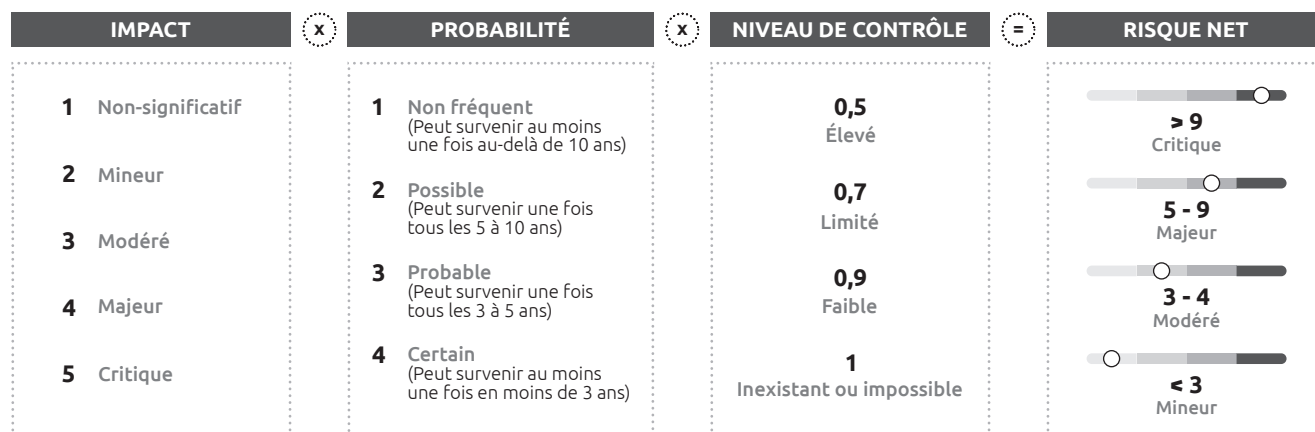 IMPACT
1 Non-significatif
2 Mineur
3 Modéré
4 Majeur
5 Critique
x
PROBABILITÉ
1 Non fréquent
(Peut survenir au moins
une fois au-delà de 10 ans)
2 Possible
(Peut survenir une fois
tous les 5 à 10 ans)
3 Probable
(Peut survenir une fois
tous les 3 à 5 ans)
4 Certain
(Peut survenir au moins
une fois en moins de 3 ans)
x
NIVEAU DE CONTRÔLE
0,5
Élevé
0,7
Limité
0,9
Faible
1
Inexistant ou impossible
=
RISQUE NET
> 9
Critique
5 - 9
Majeur
3 - 4
Modéré
< 3
Mineur